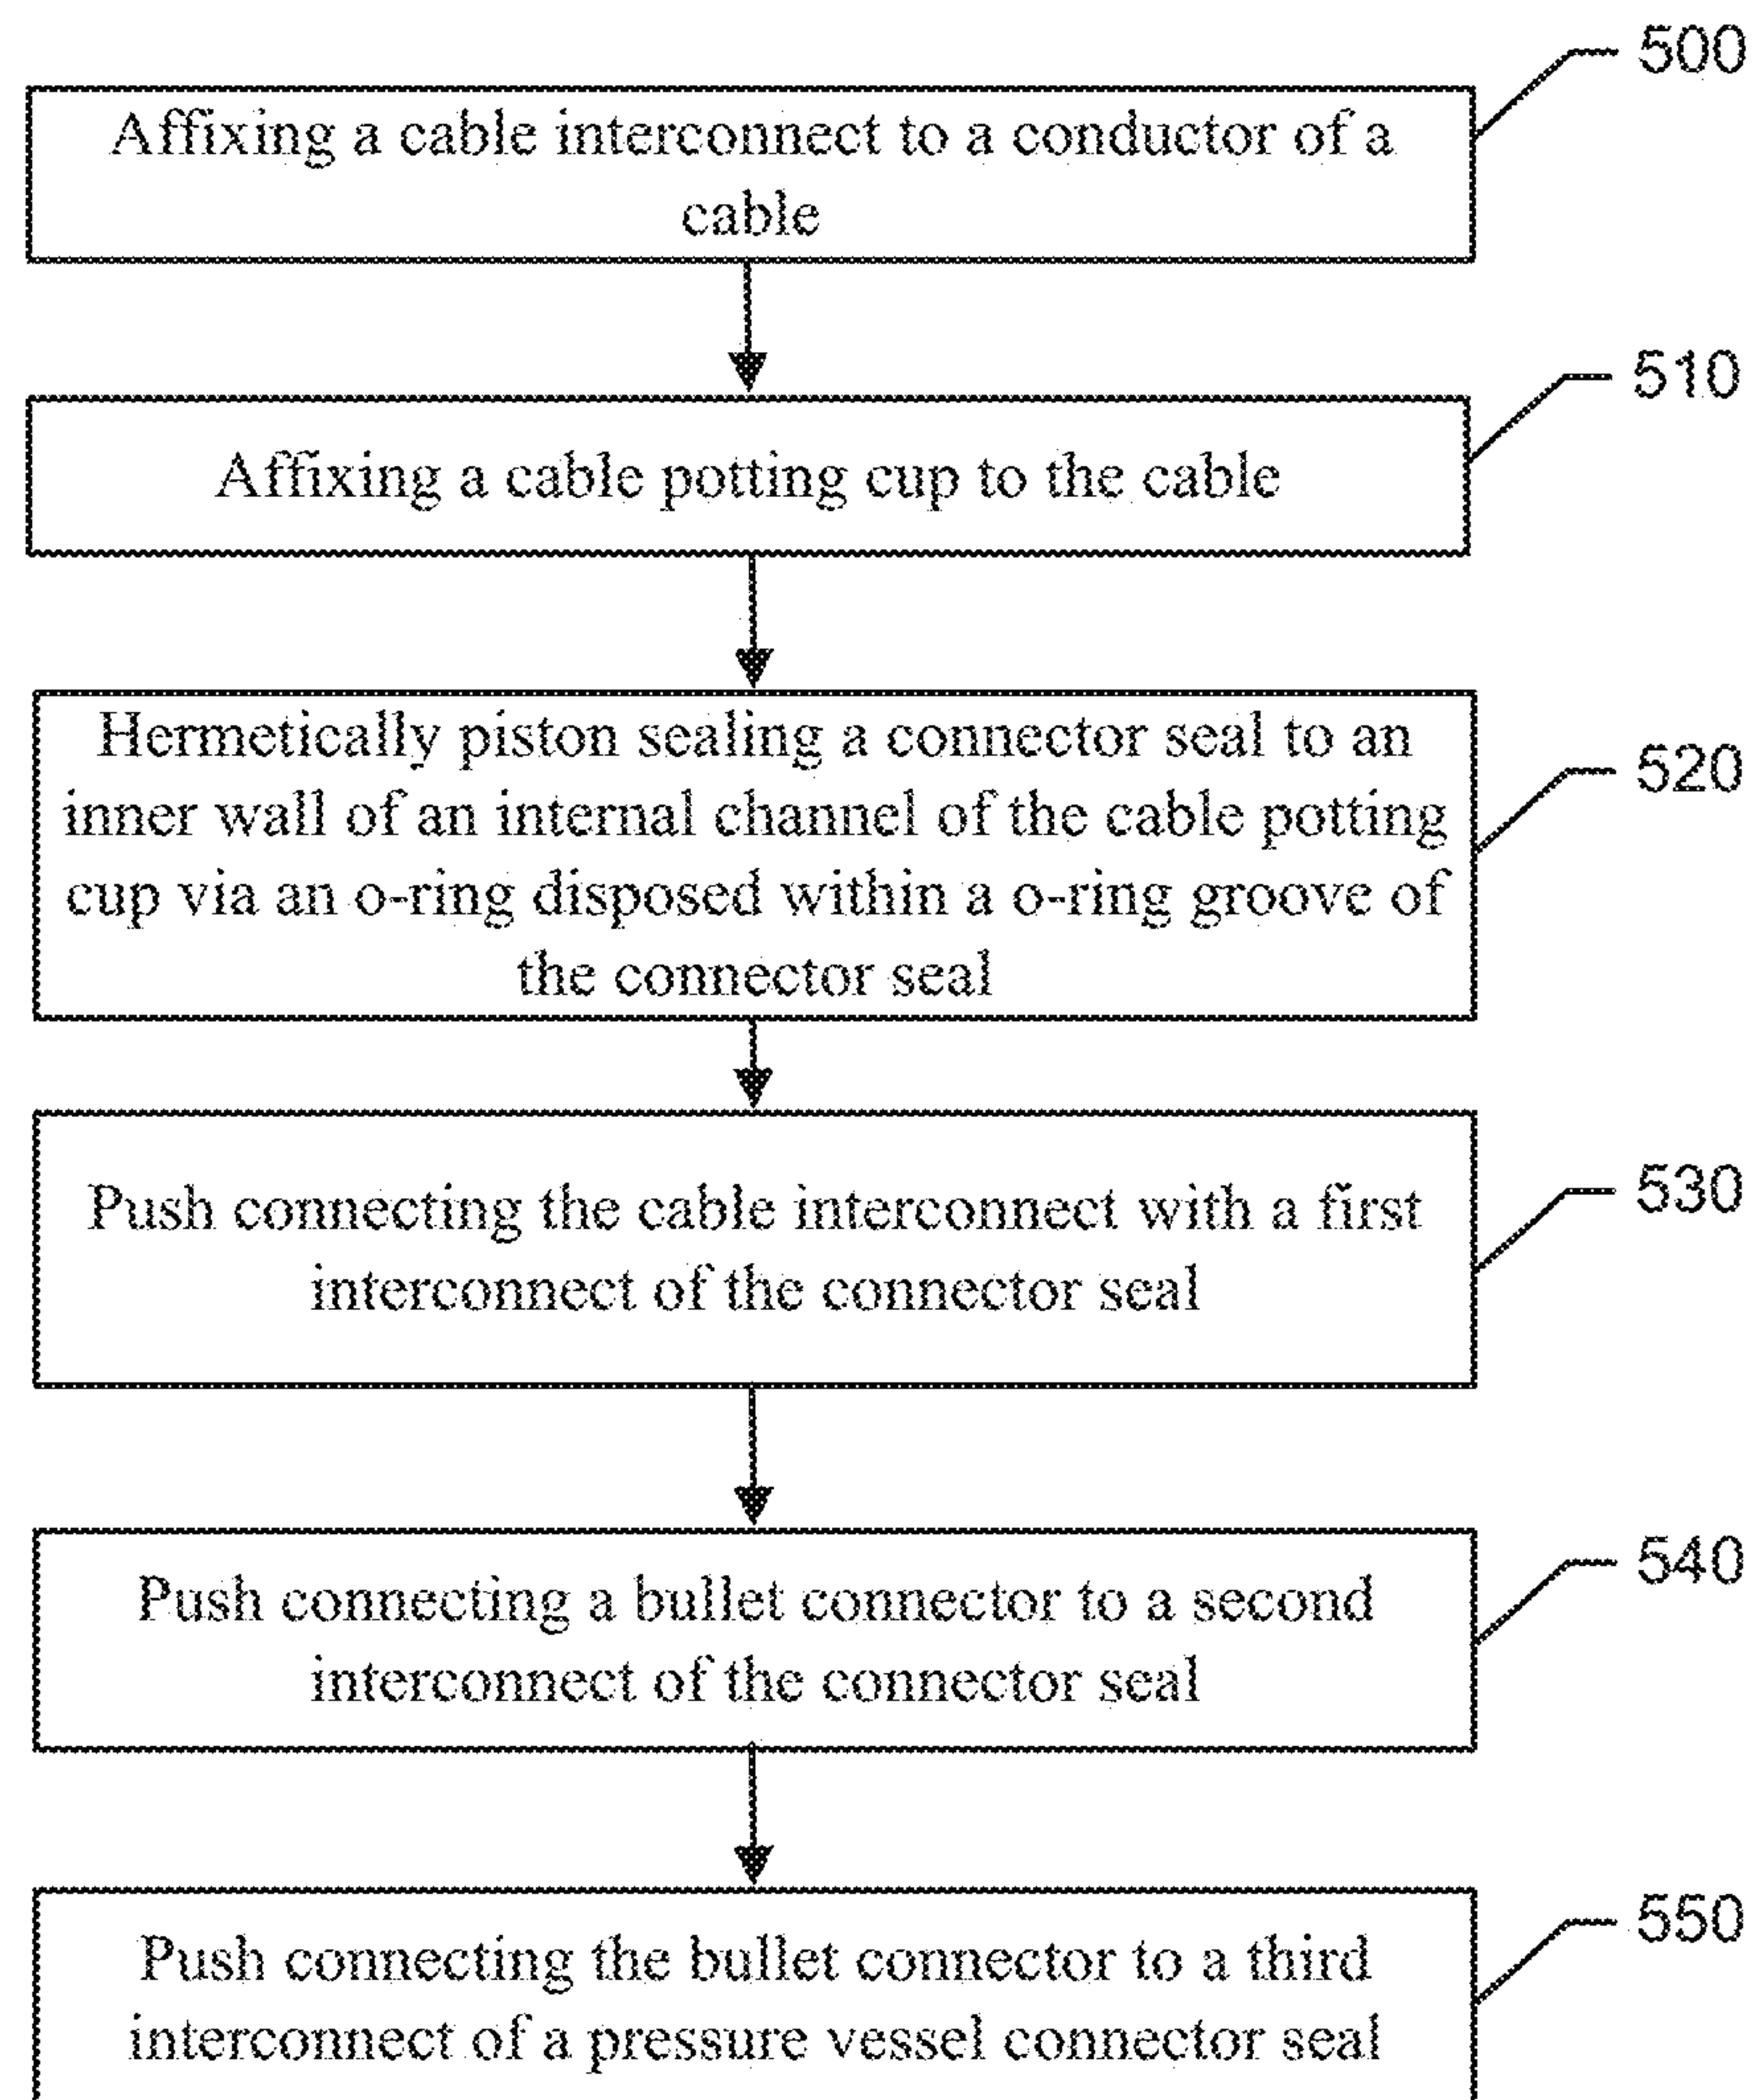 500
Affixing a cable interconnect to a conductor of a
cable
510
Affixing a cable potting cup to the cable
Hermetically piston sealing a connector seal to an
520
inner wall of an internal channel of the cable potting
cup via an o-ring disposed within a o-ring groove of
the connector seal
530
Push connecting the cable interconnect with a first
interconnect of the connector seal
540
Push connecting a bullet connector to a second
interconnect of the connector seal
550
Push connecting the bullet connector to a third
interconnect of a pressure vessel connector seal